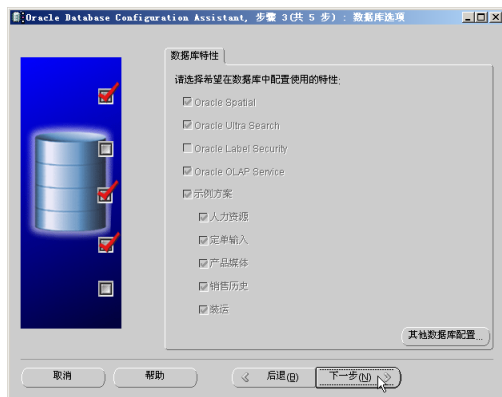 Oracle Database Configuration Assistant, 步骤 3(共 5 步) : 数据库选项
数据库特性
请选择希望在数据库中配置使用的特性:
Oracle Spatial
Oracle Ultra Search
Oracle Label Security
Oracle OLAP Service
示例方案
人力资源
定单输入
产品媒体
销售历史
装运
其他数据库配置...
取消
帮助
后退(B)
下一步(N)